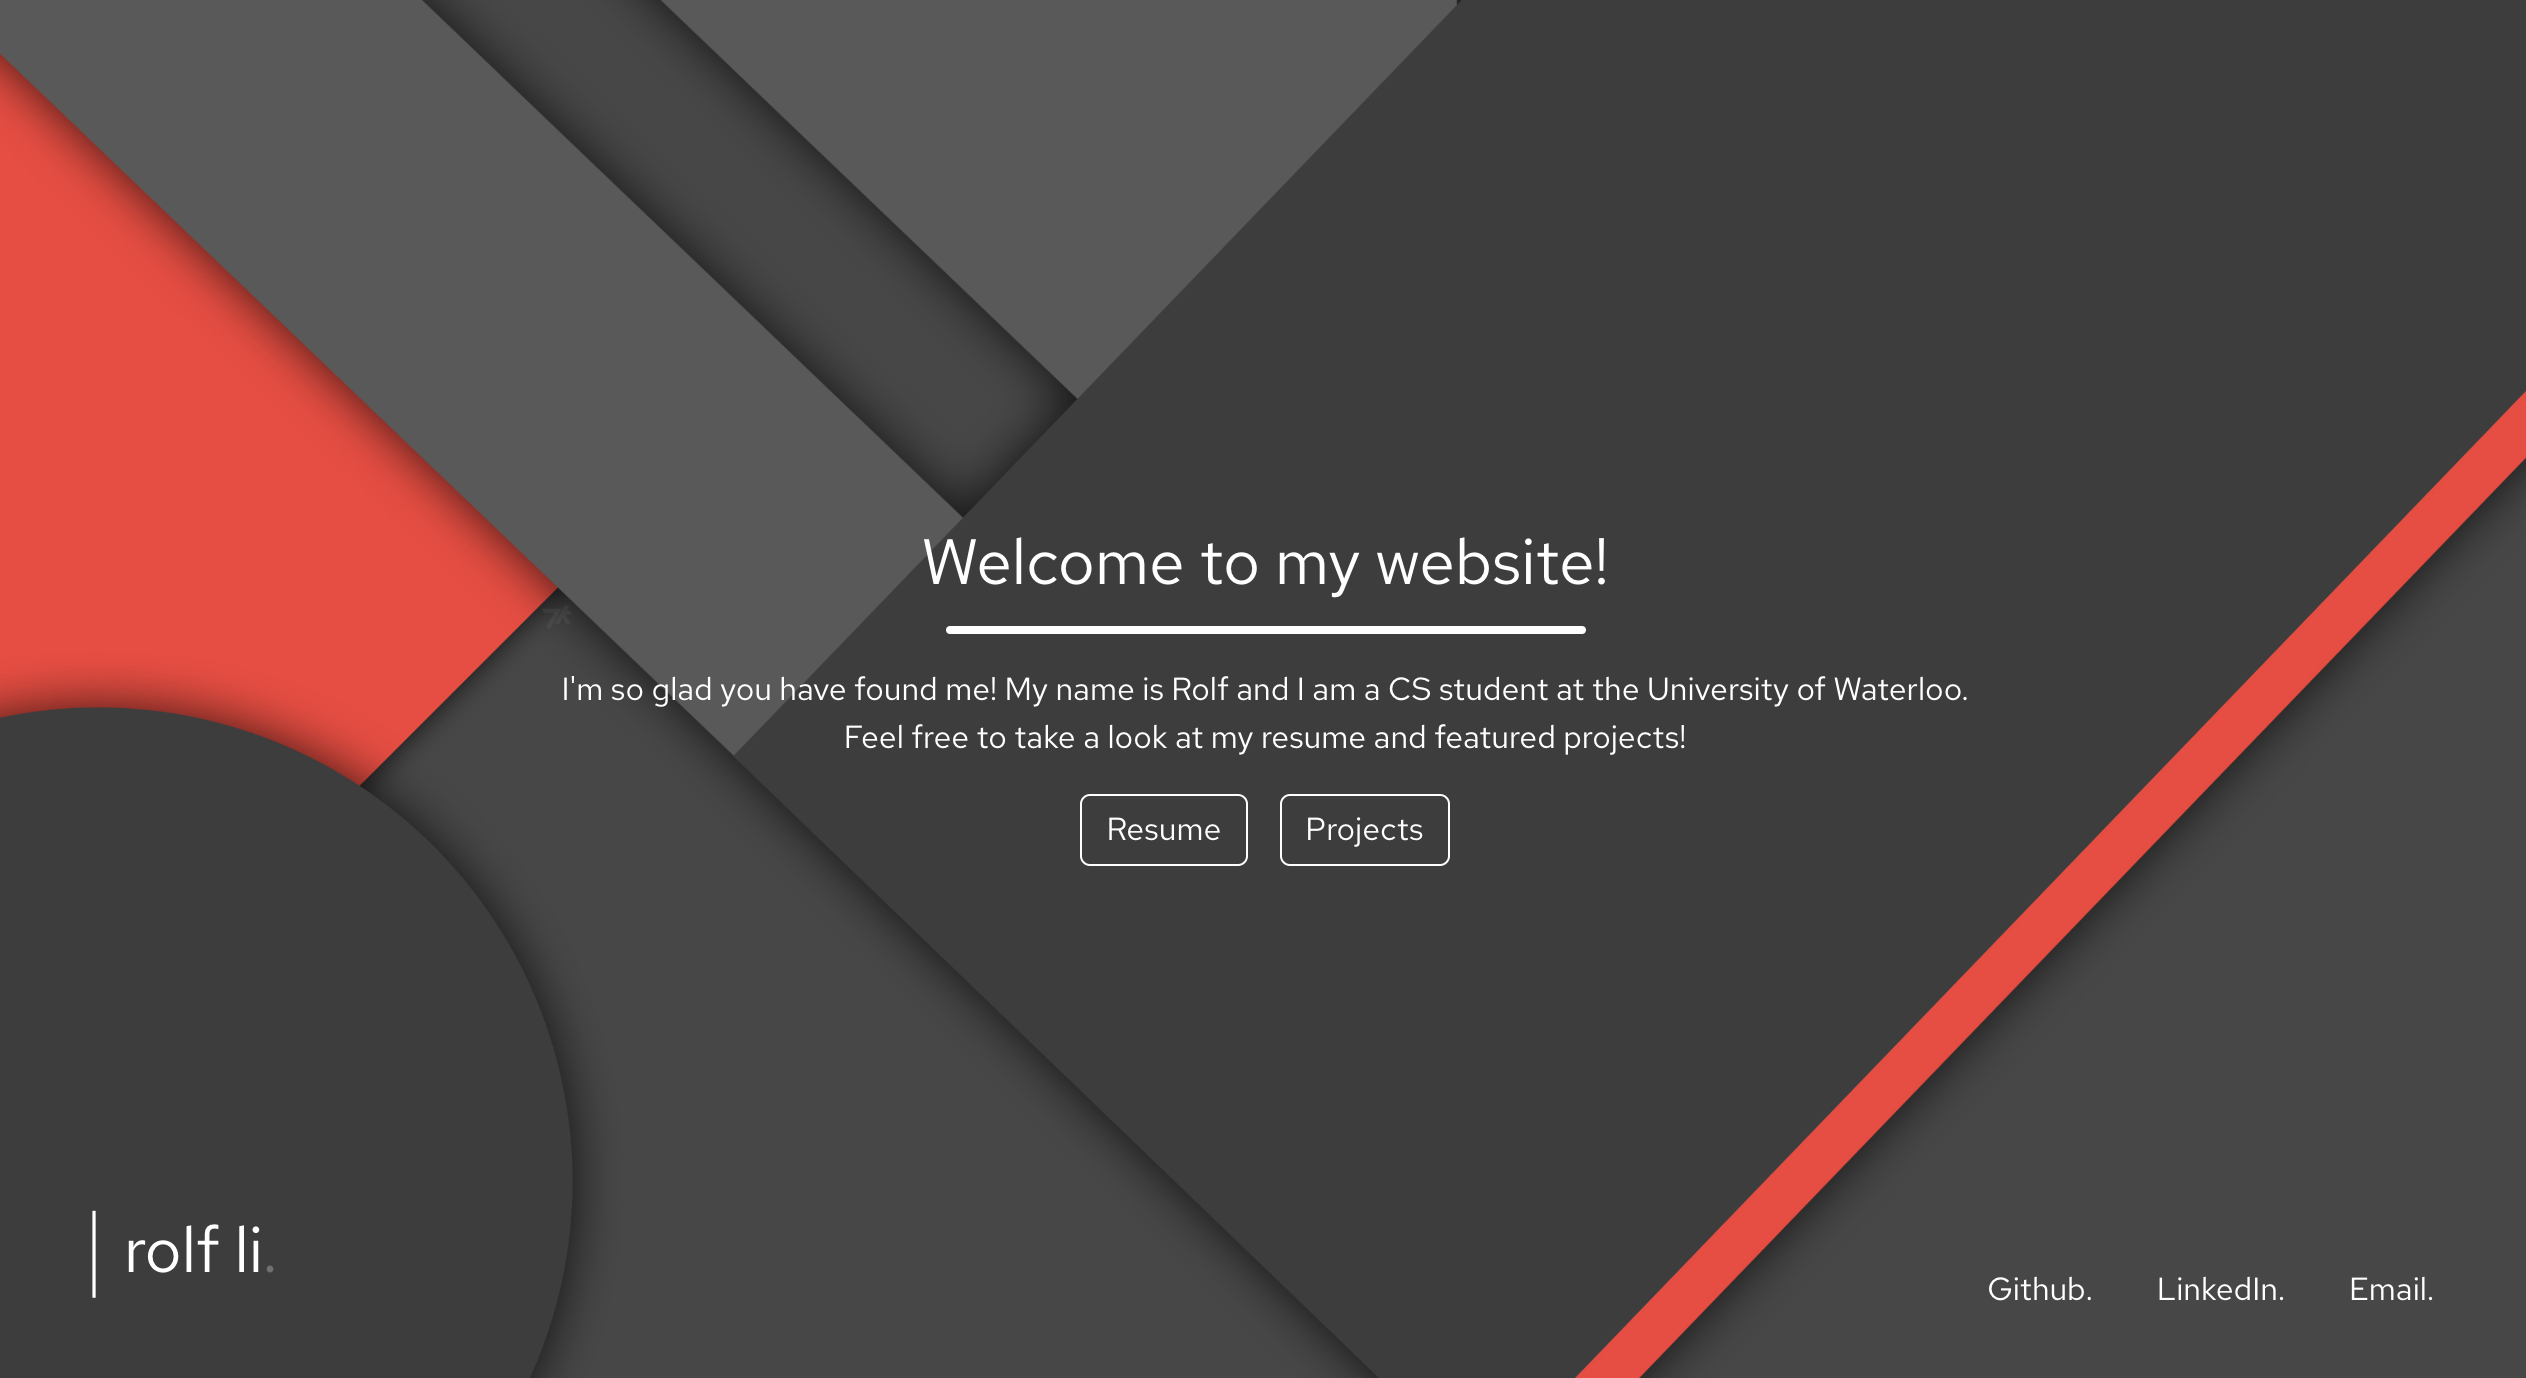 Welcome to my website!
I'm so glad you have found me! My name is Rolf and I am a CS student at the University of Waterloo.
Feel free to take a look at my resume and featured projects!
Resume Projects
rolf li.
Github. LinkedIn. Email.